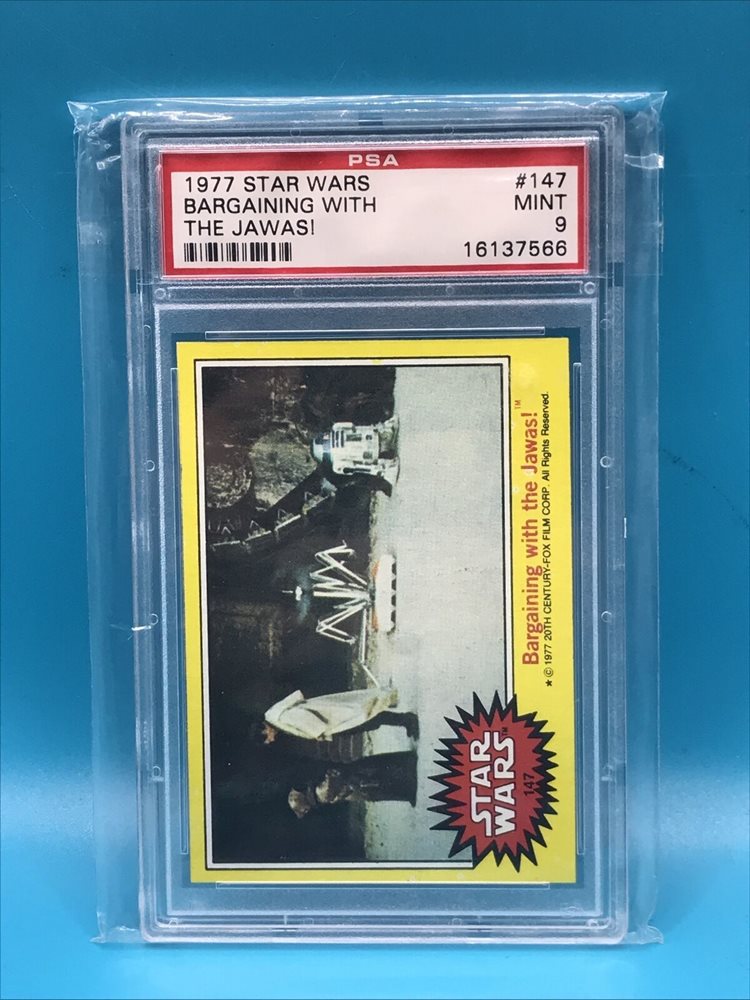 PSA
1977 STAR WARS #147
BARGAINING WITH MINT
THE JAWAS! 9
16137566
Bargaining with the Jawas!™
★ © 1977 20TH CENTURY-FOX FILM CORP. All Rights Reserved.
STAR
WARS™
147